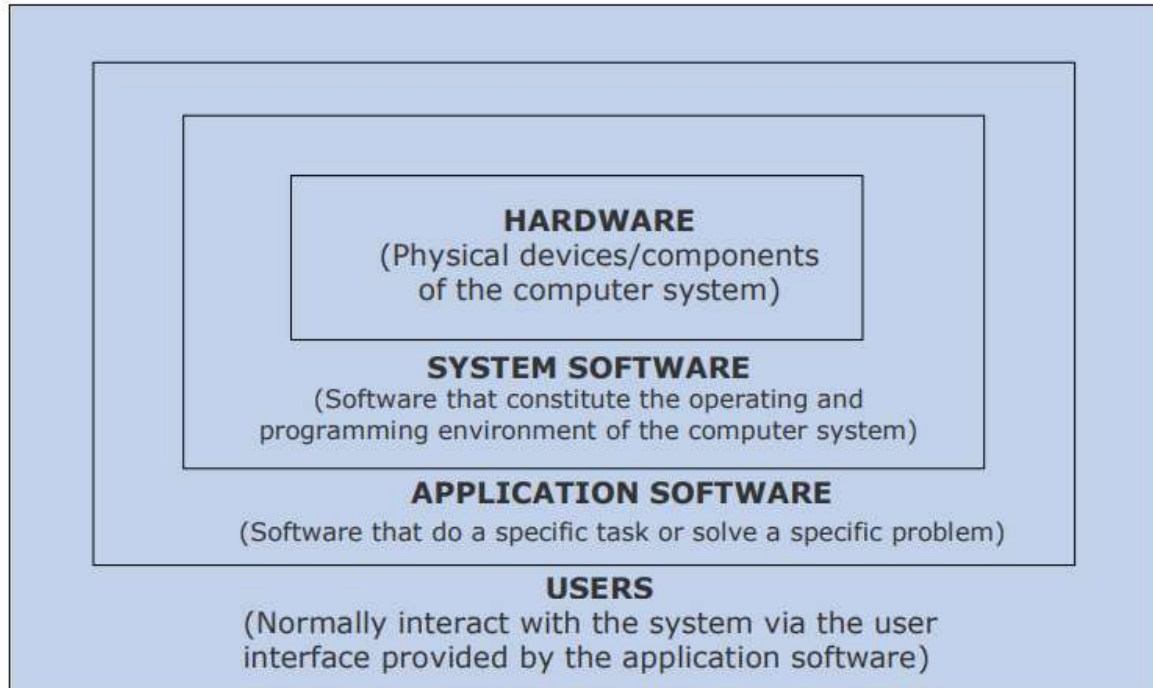 HARDWARE
(Physical devices/components
of the computer system)
SYSTEM SOFTWARE
(Software that constitute the operating and
programming environment of the computer system)
APPLICATION SOFTWARE
(Software that do a specific task or solve a specific problem)
USERS
(Normally interact with the system via the user
interface provided by the application software)